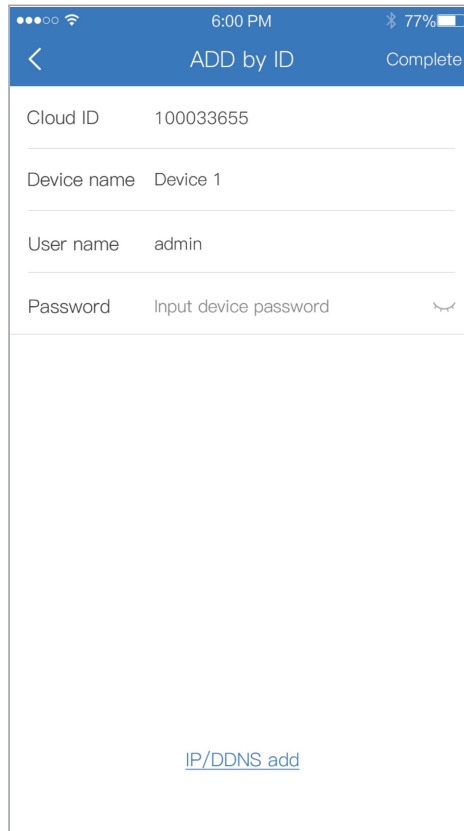 6:00 PM 77%
ADD by ID Complete
Cloud ID 100033655
Device name Device 1
User name admin
Password Input device password
IP/DDNS add